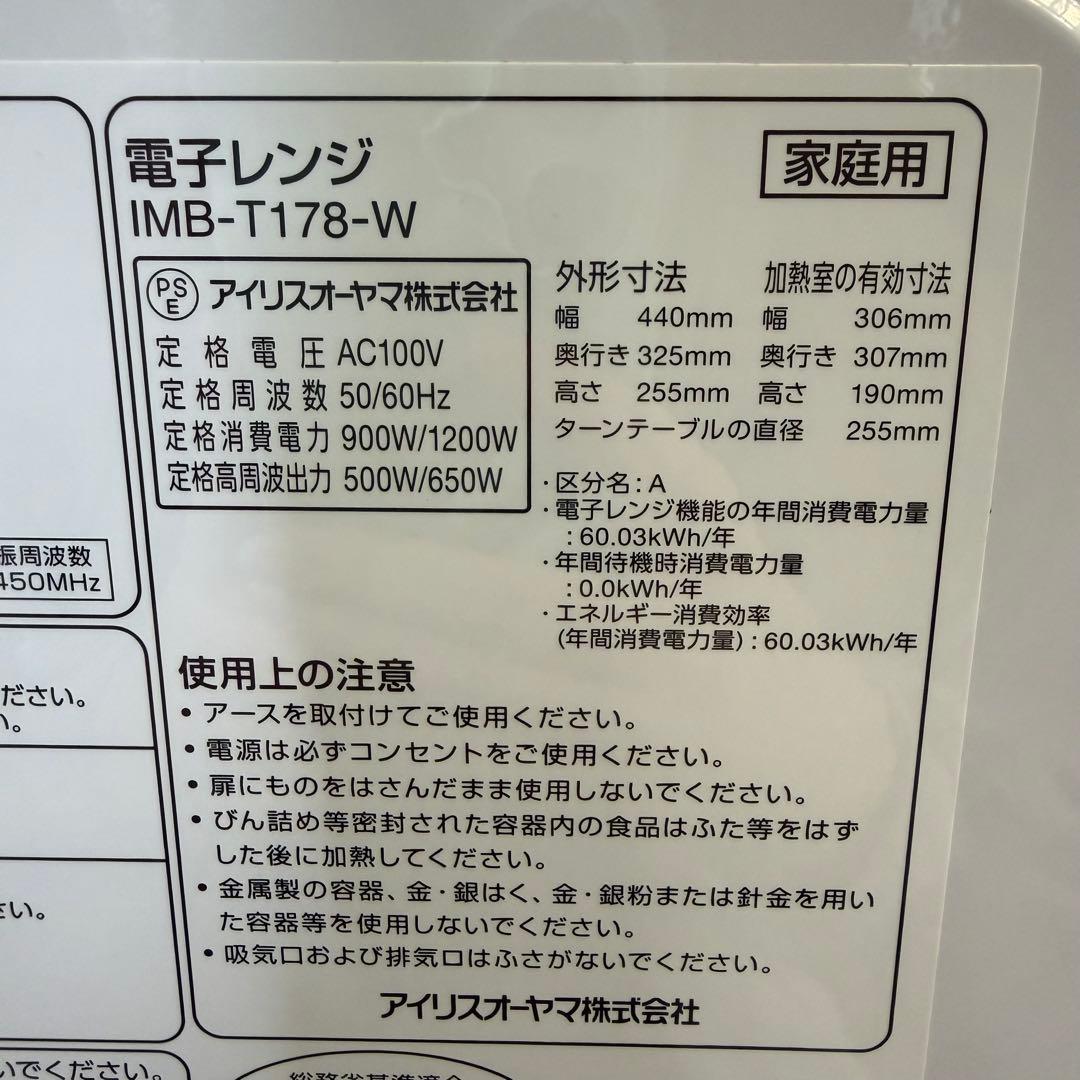 電子レンジ
IMB-T178-W
家庭用
PSE アイリスオーヤマ株式会社
定格電圧 AC100V
定格周波数 50/60Hz
定格消費電力 900W/1200W
定格高周波出力 500W/650W
外形寸法 加熱室の有効寸法
幅 440mm 幅 306mm
奥行き 325mm 奥行き 307mm
高さ 255mm 高さ 190mm
ターンテーブルの直径 255mm
・区分名:A
・電子レンジ機能の年間消費電力量
:60.03kWh/年
・年間待機時消費電力量
:0.0kWh/年
・エネルギー消費効率
(年間消費電力量):60.03kWh/年
振周波数
450MHz
ださい。
い。
さい。
いでください。
使用上の注意
• アースを取付けてご使用ください。
• 電源は必ずコンセントをご使用ください。
• 扉にものをはさんだまま使用しないでください。
• びん詰め等密封された容器内の食品はふた等をはず
した後に加熱してください。
• 金属製の容器、金・銀はく、金・銀粉または針金を用い
た容器等を使用しないでください。
• 吸気口および排気口はふさがないでください。
アイリスオーヤマ株式会社
総務省基準適合